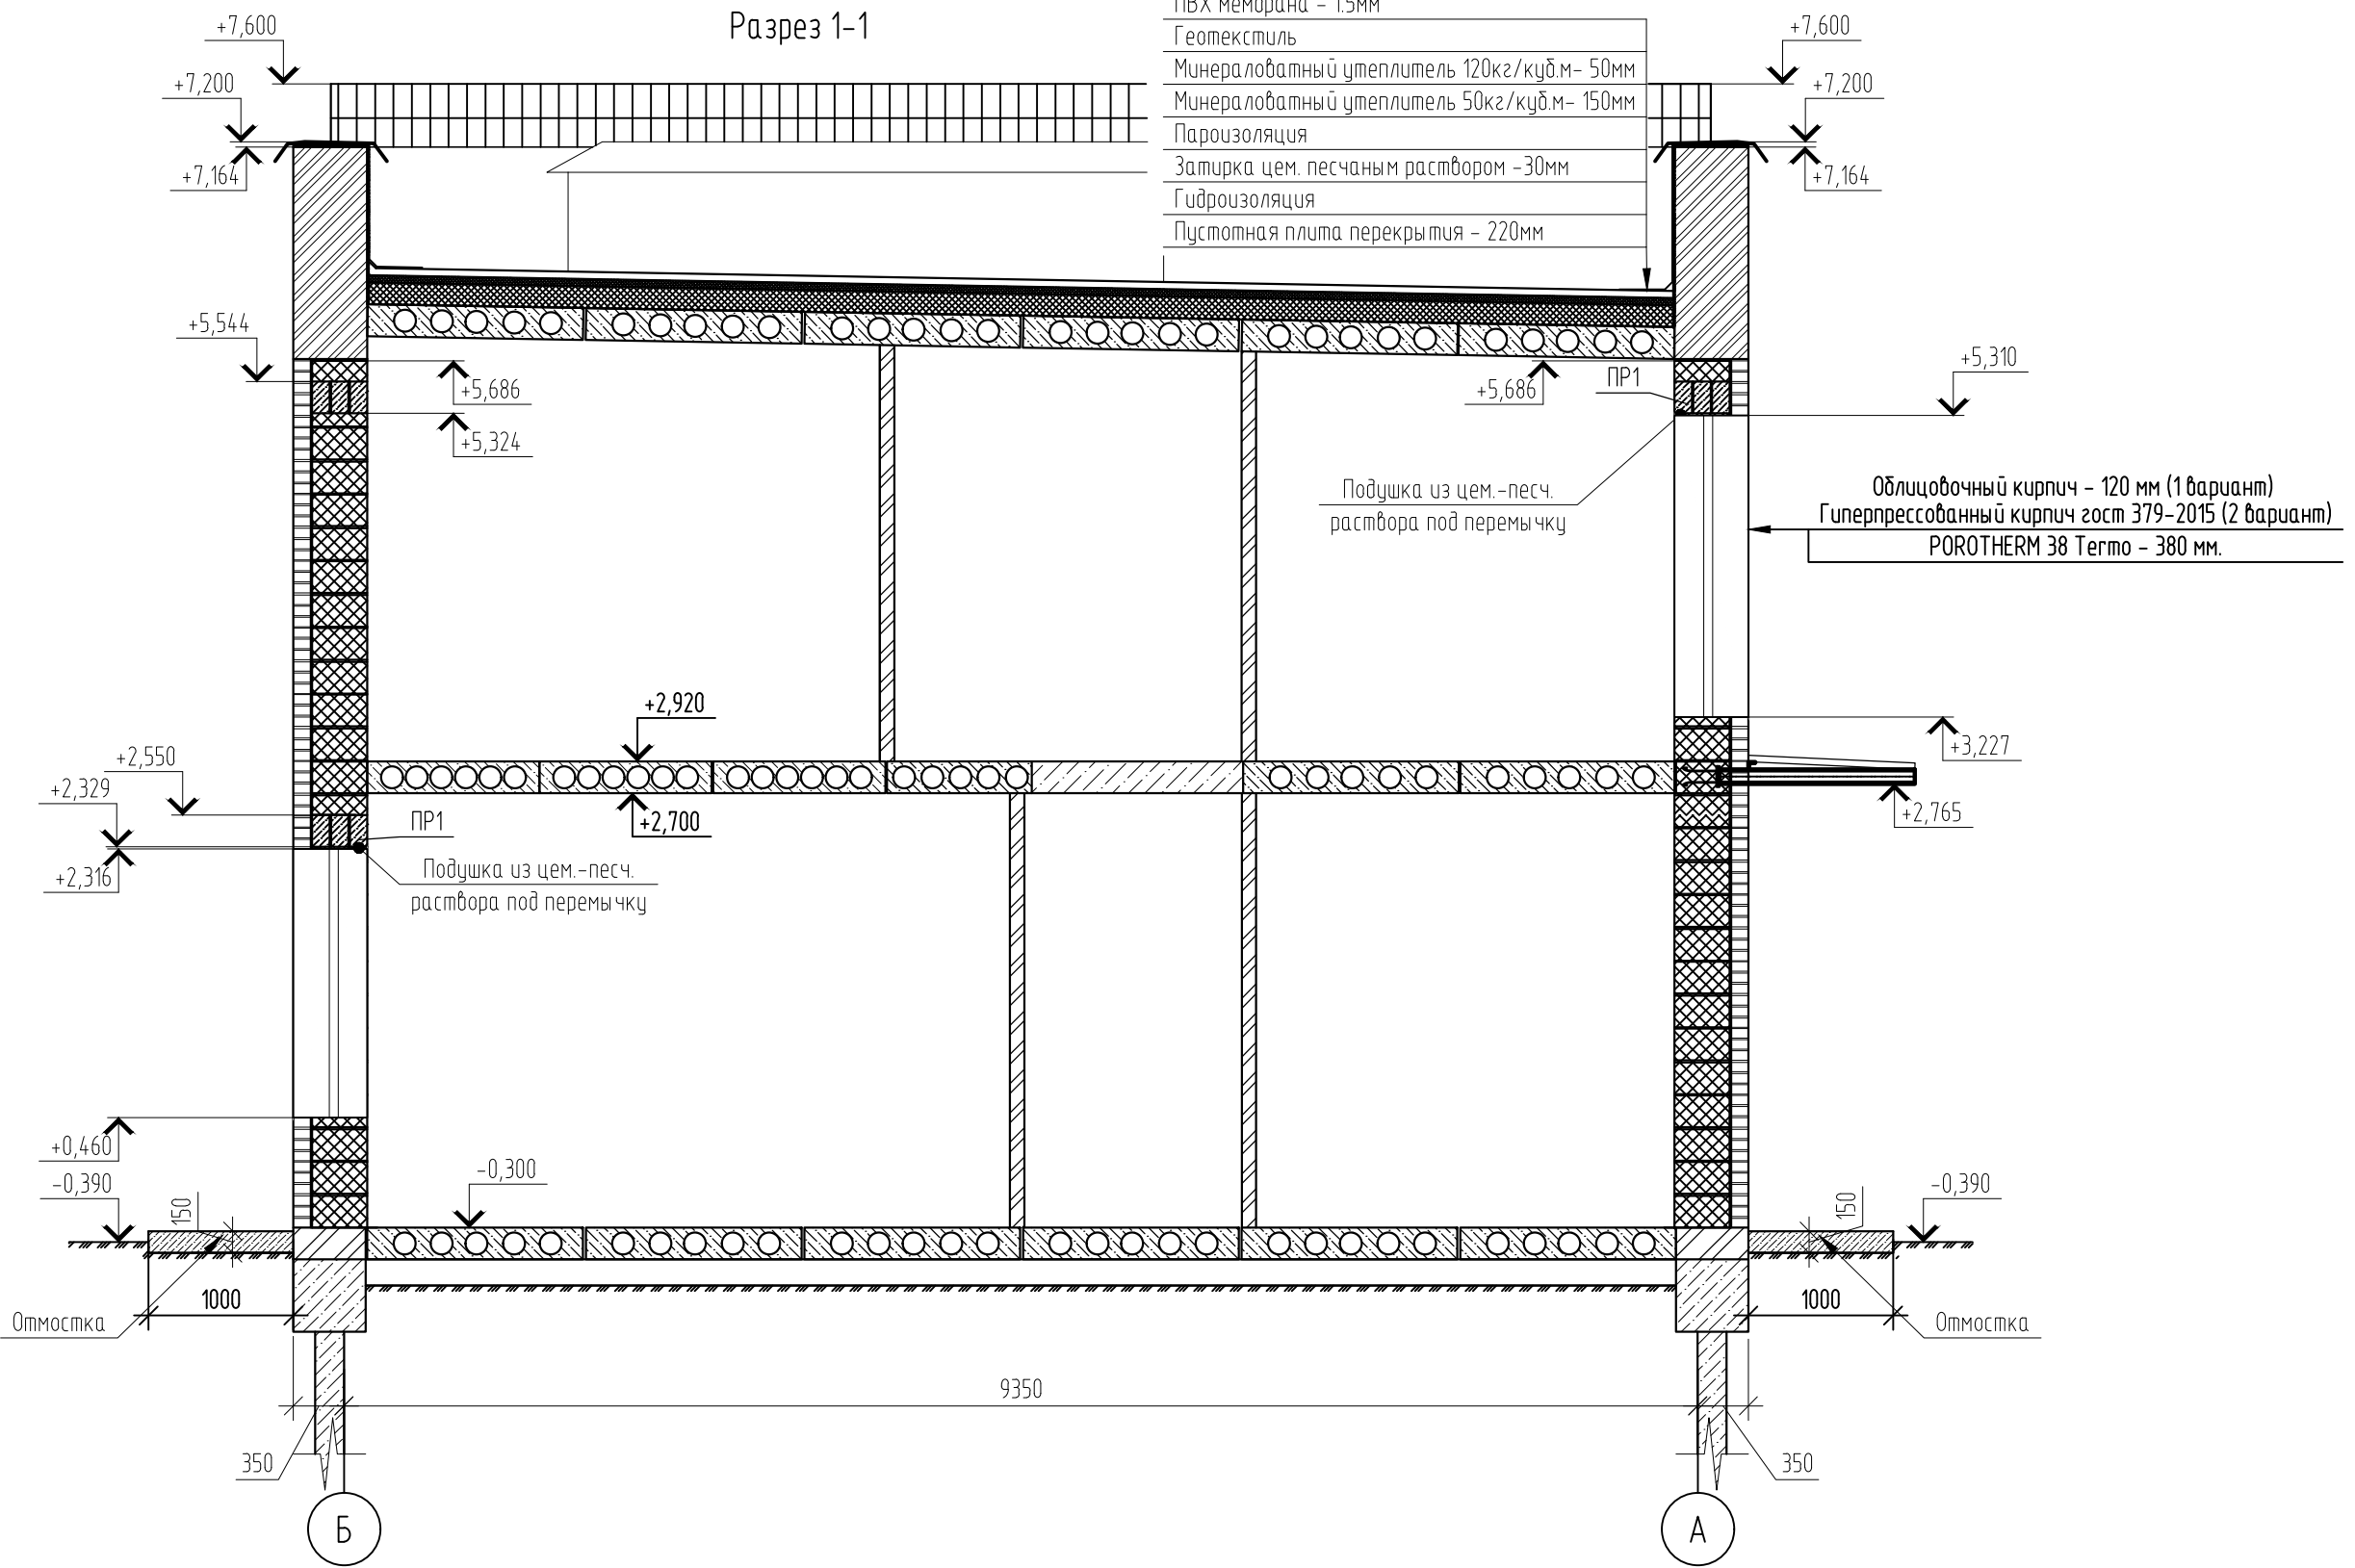 Разрез 1-1
ПВХ мембрана - 1.5мм
Геотекстиль
Минераловатный утеплитель 120кг/куб.м- 50мм
Минераловатный утеплитель 50кг/куб.м- 150мм
Пароизоляция
Затирка цем. песчаным раствором -30мм
Гидроизоляция
Пустотная плита перекрытия - 220мм
+7,600
+7,200
+7,164
+7,600
+7,200
+7,164
+5,544
+5,686
+5,324
+5,686
ПР1
+5,310
Подушка из цем.-песч.
раствора под перемычку
Облицовочный кирпич - 120 мм (1 вариант)
Гиперпрессованный кирпич гост 379-2015 (2 вариант)
POROTHERM 38 Termo - 380 мм.
+2,920
+2,700
+2,550
+2,329
+2,316
ПР1
Подушка из цем.-песч.
раствора под перемычку
+3,227
+2,765
+0,460
-0,390
150
-0,300
150
-0,390
1000
Отмостка
1000
Отмостка
9350
350
350
Б
А